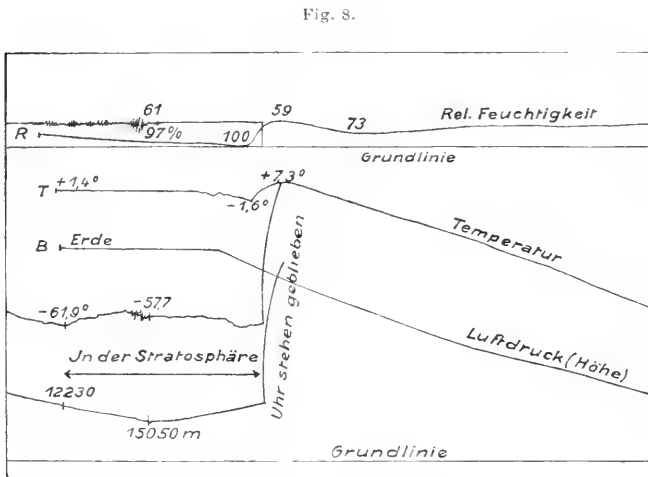 Fig. 8.
61
59
R
97%
100
73
Rel. Feuchtigkeit
Grundlinie
T
+1,4°
-1,6°
+7,3°
Temperatur
B
Erde
Uhr stehen geblieben
-61,9°
-57,7
Jn der Stratosphäre
Luftdruck (Höhe)
12230
15050 m
Grundlinie